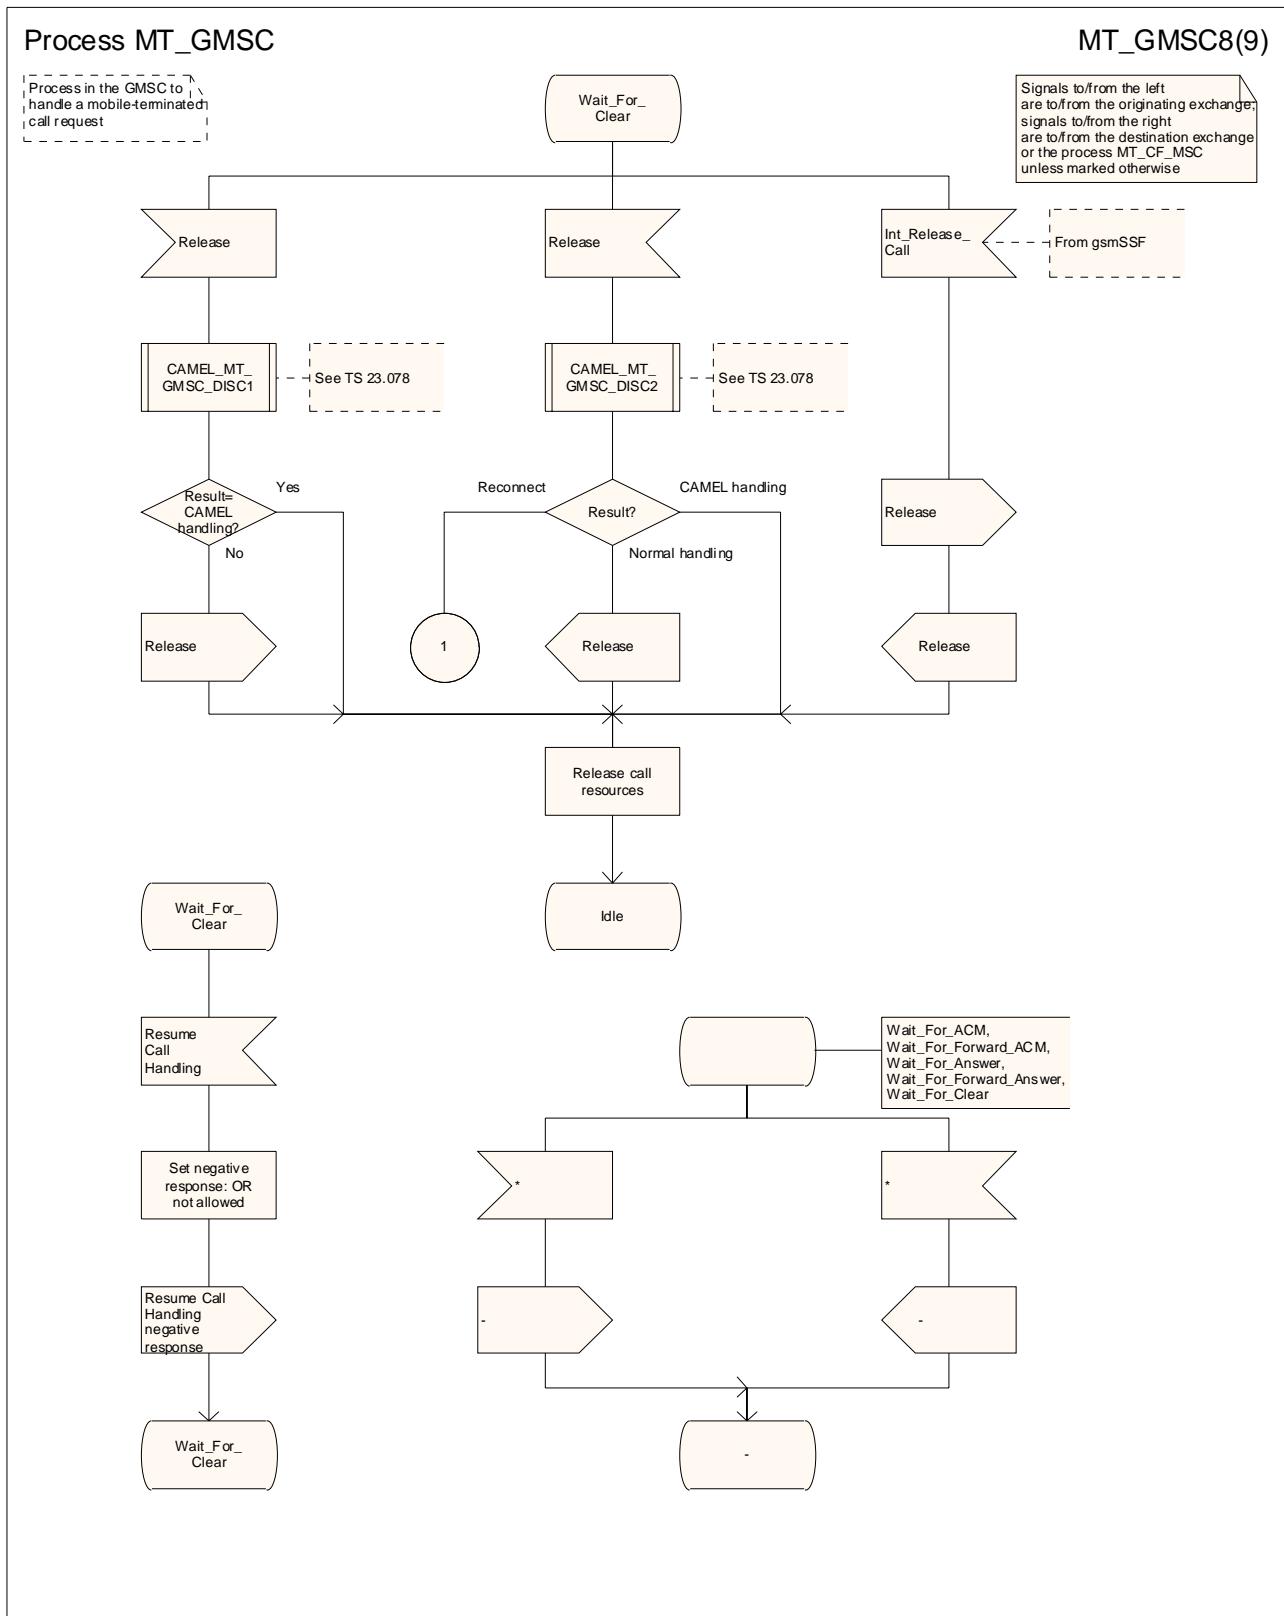 Process MT_GMSC
MT_GMSC8(9)
Process in the GMSC to
handle a mobile-terminated
call request
Wait_For_
Clear
Signals to/from the left
are to/from the originating exchange;
signals to/from the right
are to/from the destination exchange
or the process MT_CF_MSC
unless marked otherwise
Release
Release
Int_Release_
Call
From gsmSSF
CAMEL_MT_
GMSC_DISC1
See TS 23.078
CAMEL_MT_
GMSC_DISC2
See TS 23.078
Result=
CAMEL
handling?
Yes
No
Reconnect
Result?
CAMEL handling
Normal handling
Release
Release
1
Release
Release
Release call
resources
Idle
Wait_For_
Clear
Resume
Call
Handling
Set negative
response: OR
not allowed
Resume Call
Handling
negative
response
Wait_For_
Clear
Wait_For_ACM,
Wait_For_Forward_ACM,
Wait_For_Answer,
Wait_For_Forward_Answer,
Wait_For_Clear
*
*
-
-
-